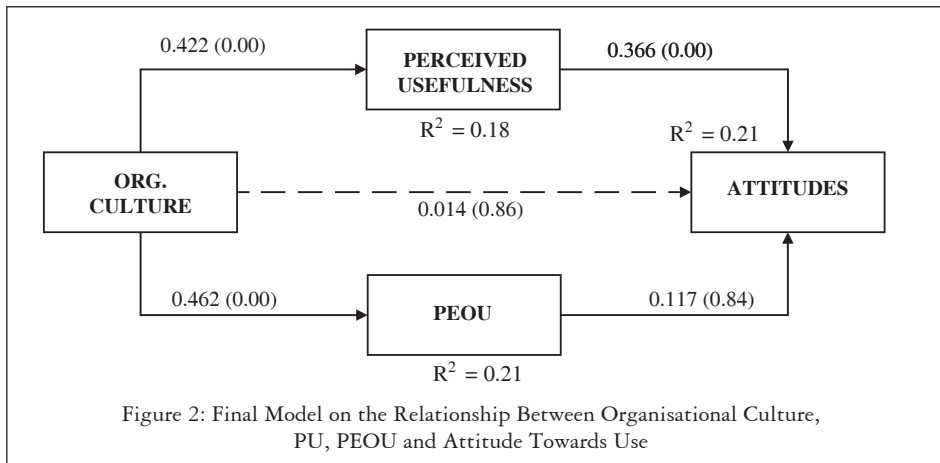 0.422 (0.00)
PERCEIVED
USEFULNESS
0.366 (0.00)
R² = 0.18
R² = 0.21
ORG.
CULTURE
ATTITUDES
0.014 (0.86)
0.462 (0.00)
PEOU
0.117 (0.84)
R² = 0.21
Figure 2: Final Model on the Relationship Between Organisational Culture,
PU, PEOU and Attitude Towards Use